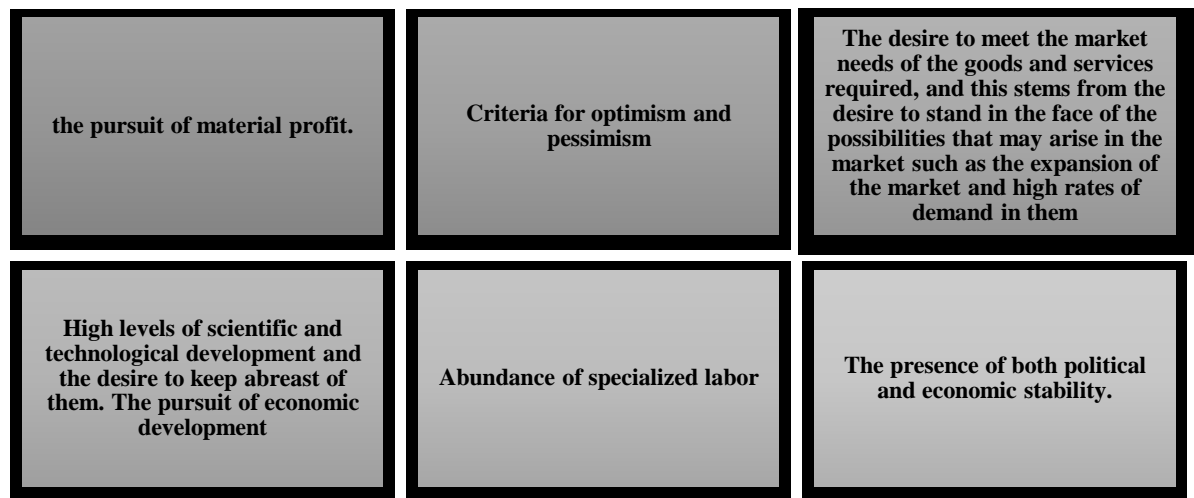 the pursuit of material profit.
Criteria for optimism and
pessimism
The desire to meet the market
needs of the goods and services
required, and this stems from the
desire to stand in the face of the
possibilities that may arise in the
market such as the expansion of
the market and high rates of
demand in them
High levels of scientific and
technological development and
the desire to keep abreast of
them. The pursuit of economic
development
Abundance of specialized labor
The presence of both political
and economic stability.